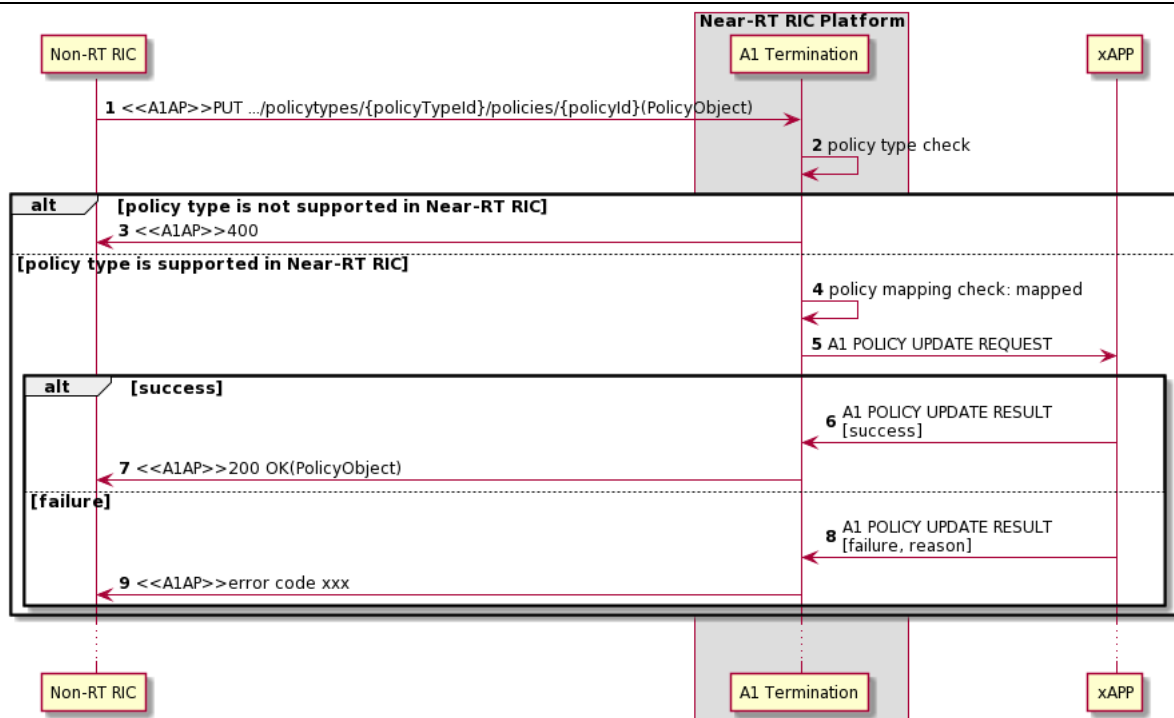 Near-RT RIC Platform
Non-RT RIC
A1 Termination
xAPP
1 <<A1AP>>PUT .../policytypes/{policyTypeId}/policies/{policyId}(PolicyObject)
2 policy type check
alt [policy type is not supported in Near-RT RIC]
3 <<A1AP>>400
[policy type is supported in Near-RT RIC]
4 policy mapping check: mapped
5 A1 POLICY UPDATE REQUEST
alt [success]
6 A1 POLICY UPDATE RESULT
[success]
7 <<A1AP>>200 OK(PolicyObject)
[failure]
8 A1 POLICY UPDATE RESULT
[failure, reason]
9 <<A1AP>>error code xxx
Non-RT RIC
A1 Termination
xAPP